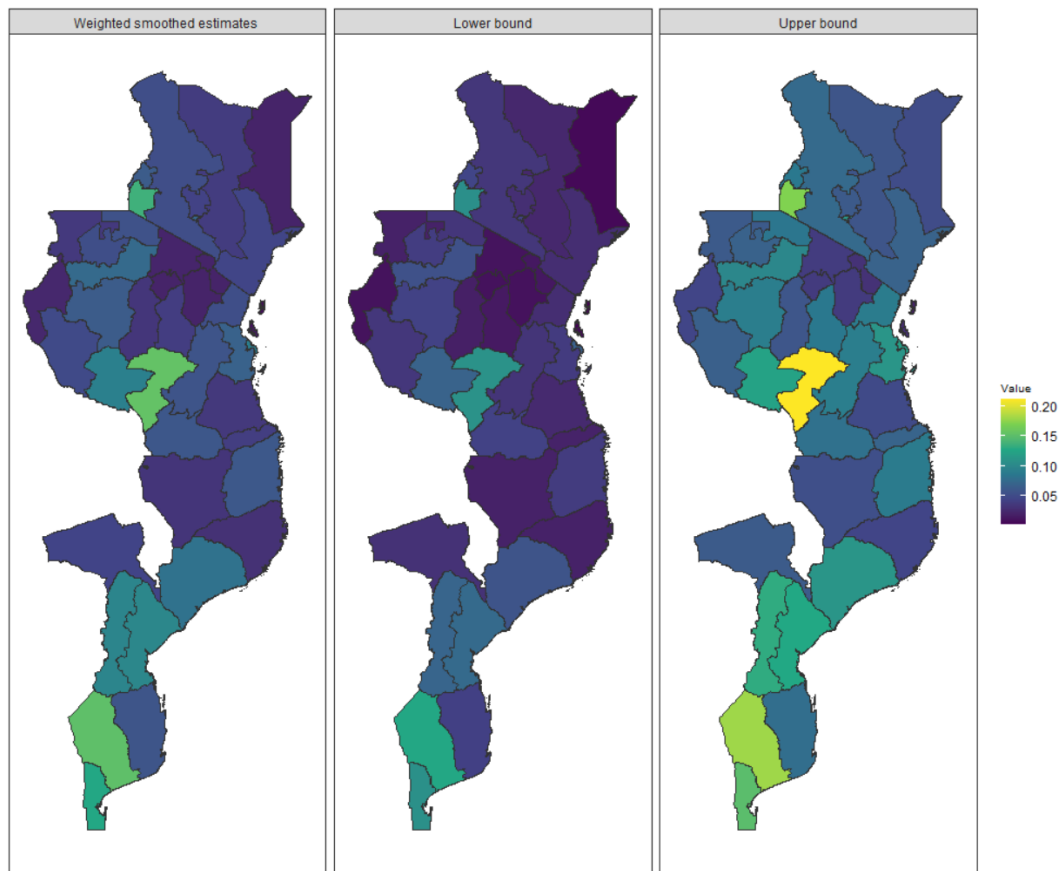 Weighted smoothed estimates
Lower bound
Upper bound
Value
0.20
0.15
0.10
0.05